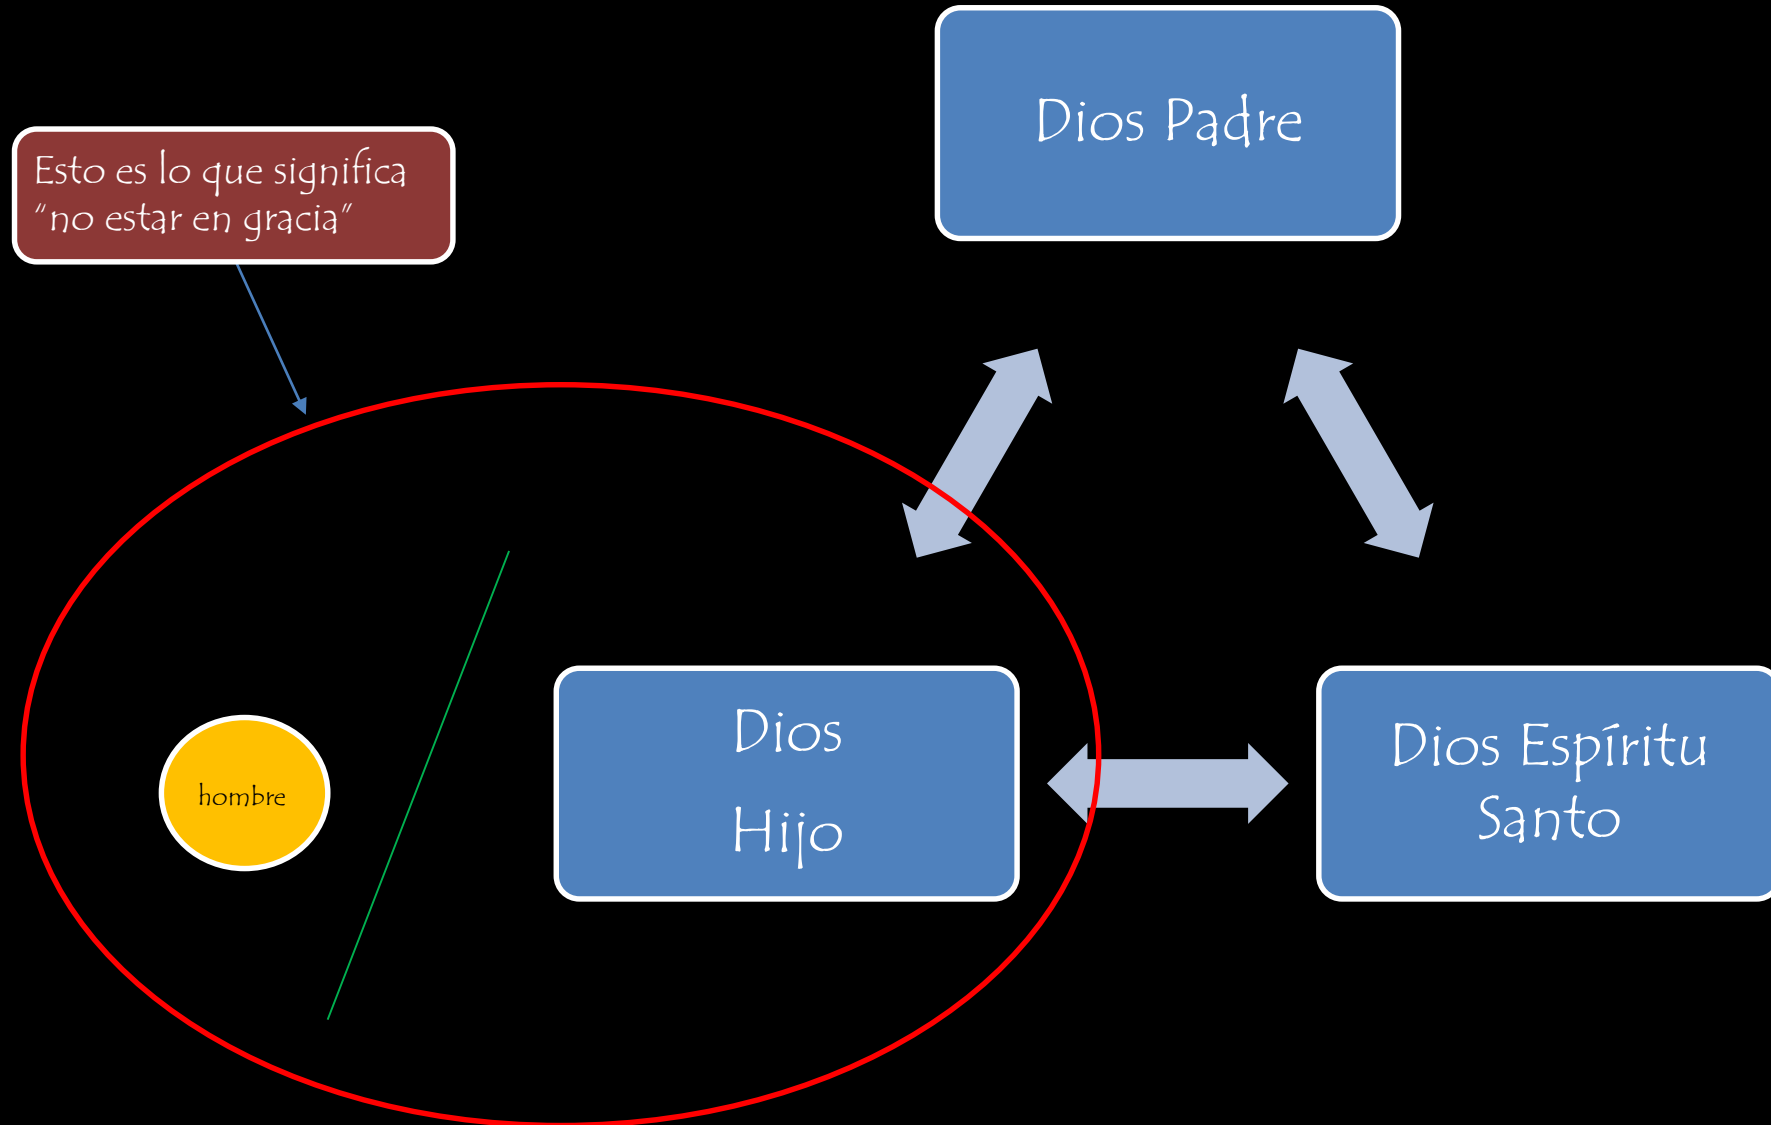 Dios Padre
Esto es lo que significa
“no estar en gracia”
hombre
Dios
Hijo
Dios Espíritu
Santo